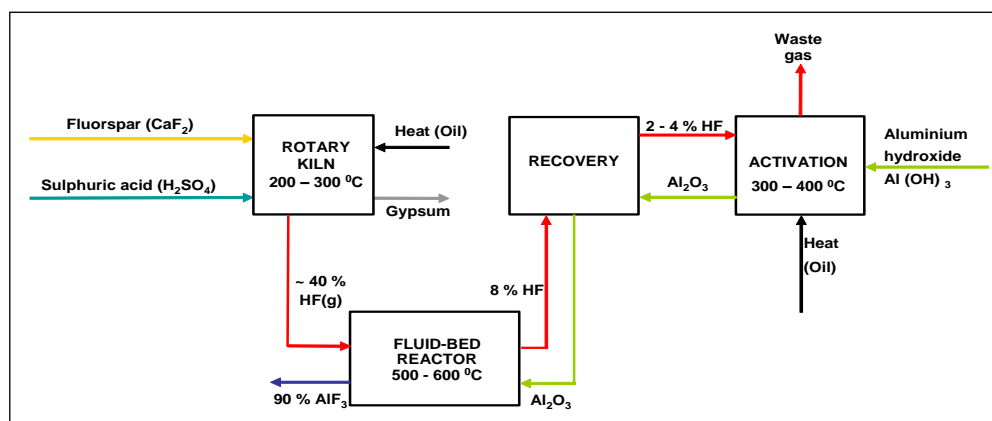 Waste
gas
Fluorspar (CaF₂)
Sulphuric acid (H₂SO₄)
ROTARY
KILN
200 – 300 ⁰C
Heat (Oil)
Gypsum
RECOVERY
2 - 4 % HF
Al₂O₃
ACTIVATION
300 – 400 ⁰C
Aluminium
hydroxide
Al (OH) ₃
Heat
(Oil)
~ 40 %
HF(g)
8 % HF
FLUID-BED
REACTOR
500 - 600 ⁰C
90 % AlF₃
Al₂O₃